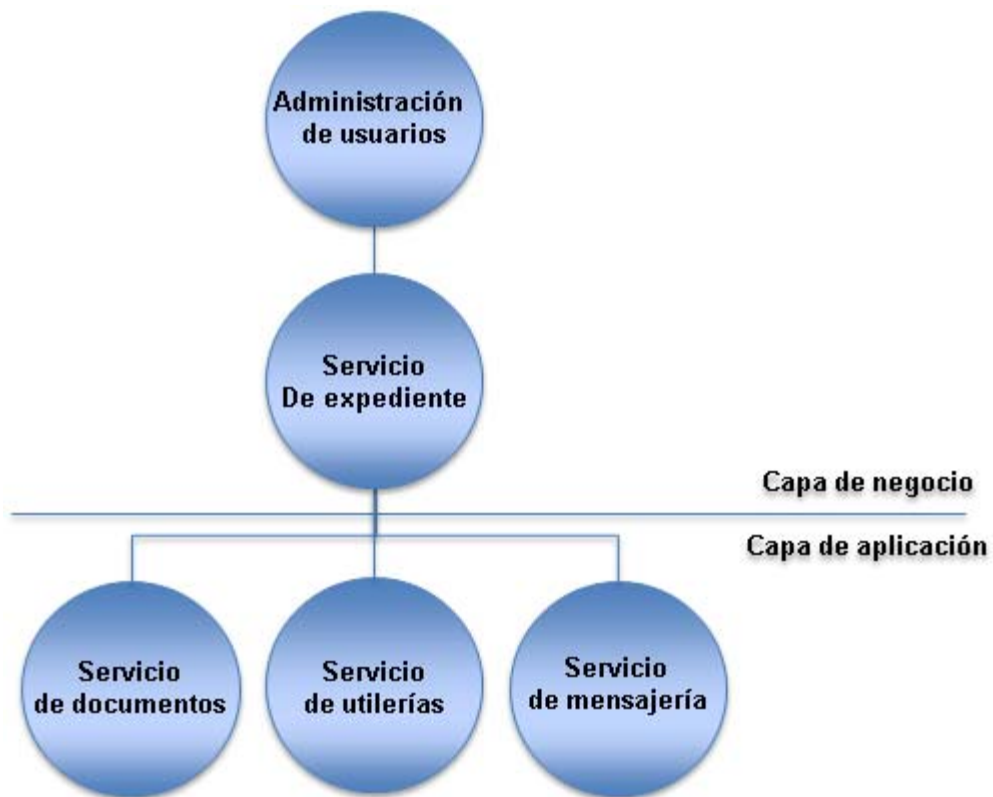 Administración
de usuarios
Servicio
De expediente
Capa de negocio
Capa de aplicación
Servicio
de documentos
Servicio
de utilerías
Servicio
de mensajería